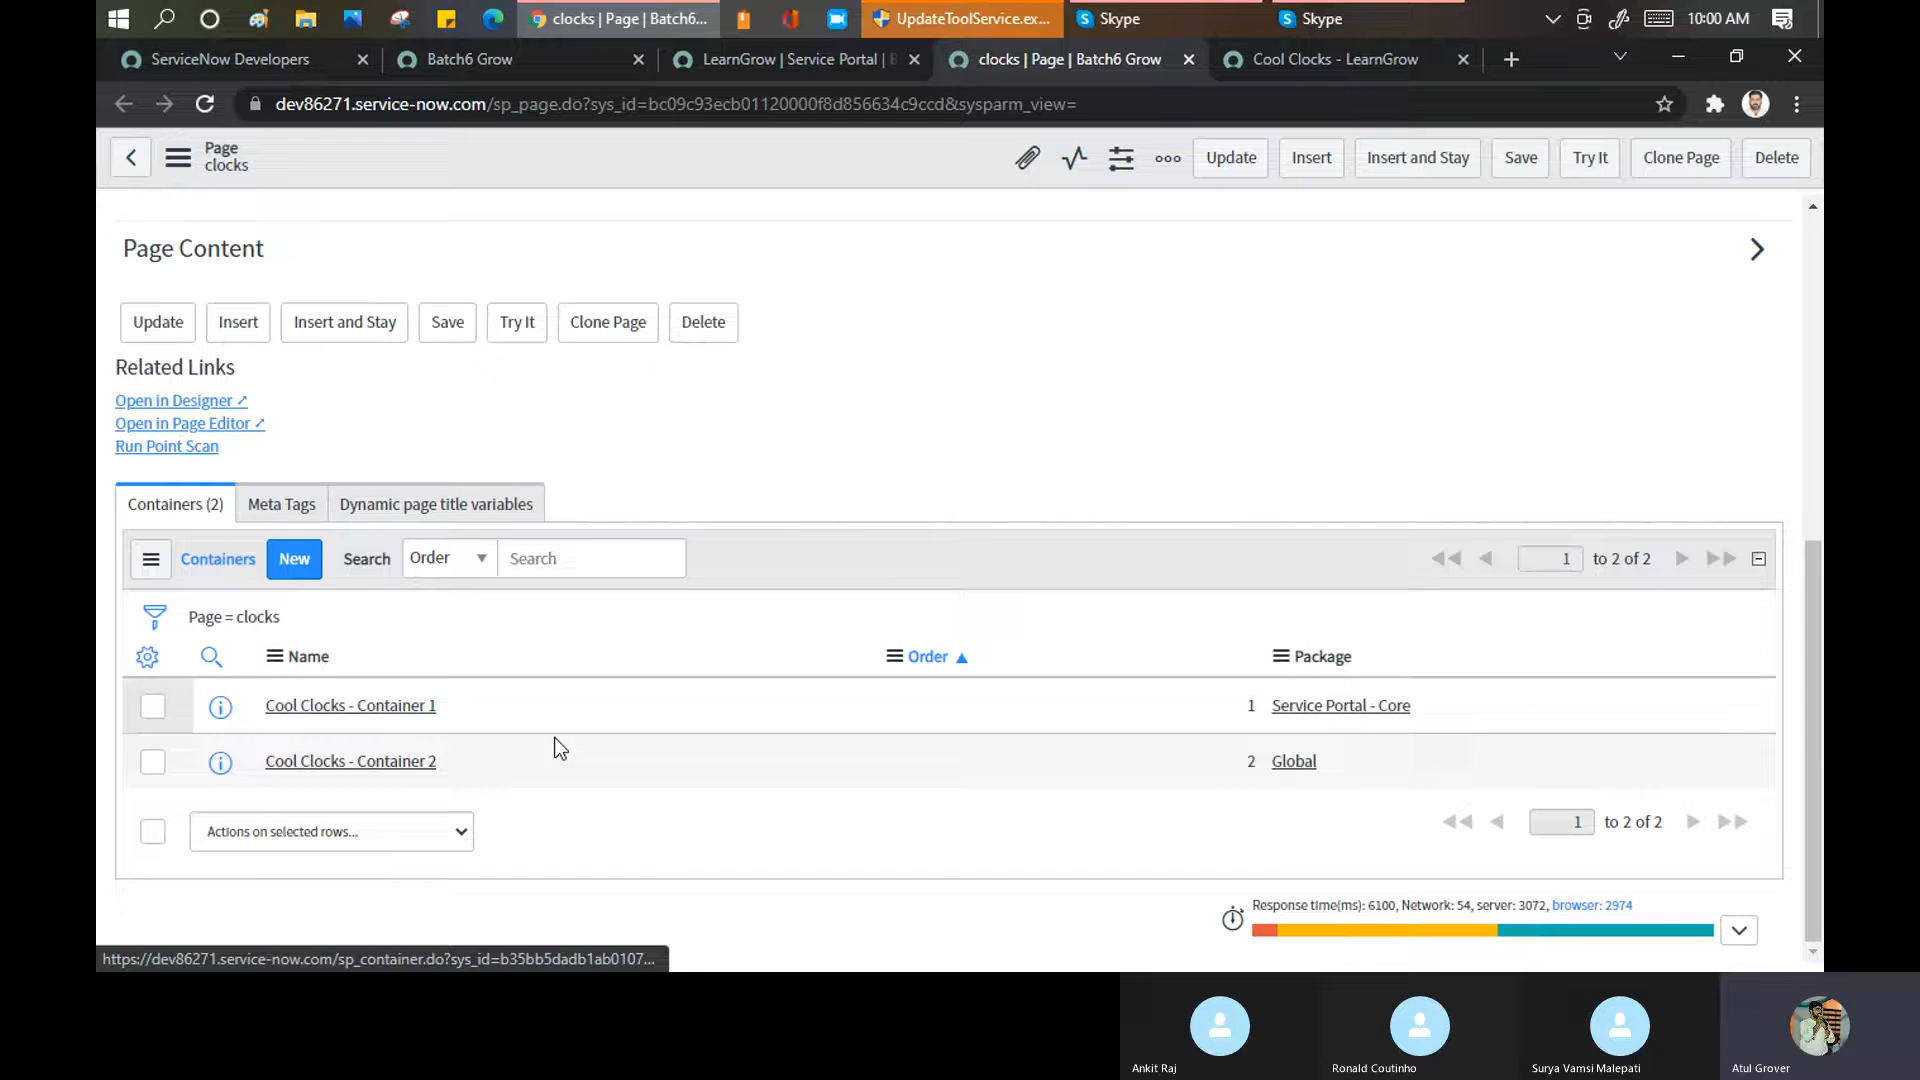 clocks | Page | Batch6...
UpdateToolService.ex...
Skype
Skype
10:00 AM
ServiceNow Developers
Batch6 Grow
LearnGrow | Service Portal | B
clocks | Page | Batch6 Grow
Cool Clocks - LearnGrow
dev86271.service-now.com/sp_page.do?sys_id=bc09c93ecb01120000f8d856634c9ccd&sysparm_view=
Page
clocks
Update
Insert
Insert and Stay
Save
Try It
Clone Page
Delete
Page Content
Update
Insert
Insert and Stay
Save
Try It
Clone Page
Delete
Related Links
Open in Designer
Open in Page Editor
Run Point Scan
Containers (2)
Meta Tags
Dynamic page title variables
Containers
New
Search
Order
Search
1
to 2 of 2
Page = clocks
Name
Order
Package
Cool Clocks - Container 1
1
Service Portal - Core
Cool Clocks - Container 2
2
Global
Actions on selected rows...
1
to 2 of 2
Response time(ms): 6100, Network: 54, server: 3072, browser: 2974
https://dev86271.service-now.com/sp_container.do?sys_id=b35bb5dadb1ab0107...
Ankit Raj
Ronald Coutinho
Surya Vamsi Malepati
Atul Grover